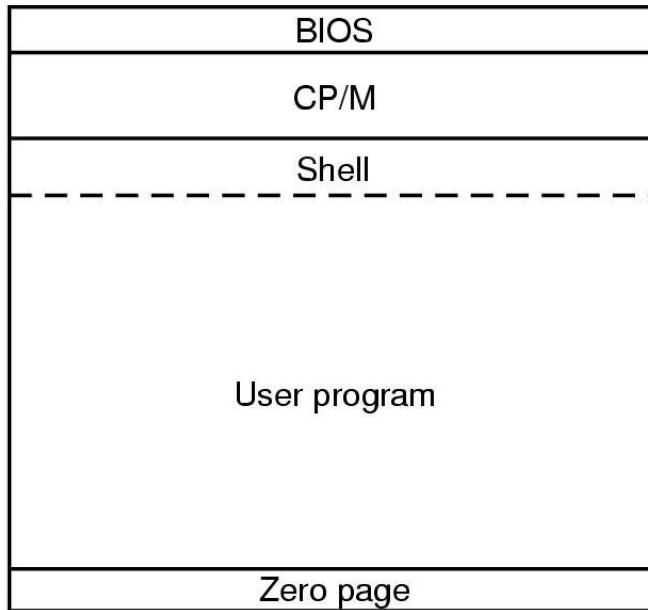 BIOS
CP/M
Shell
User program
Zero page